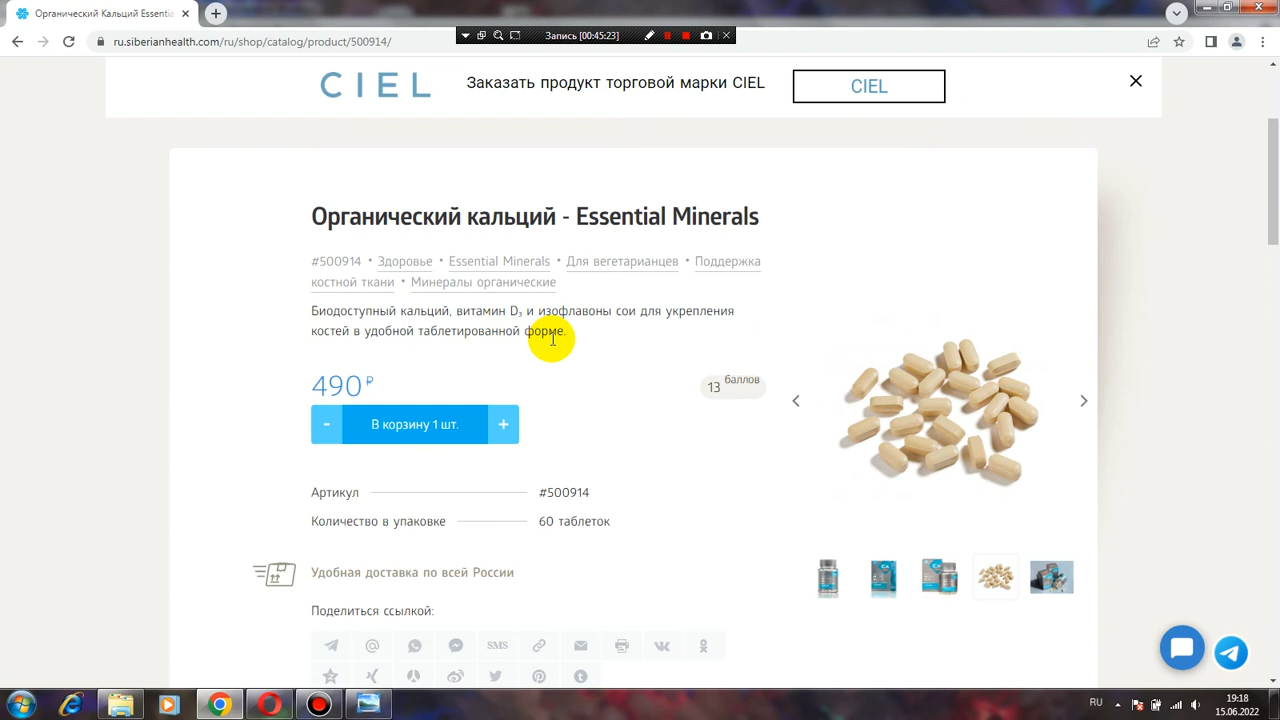 Органический Кальций Essentia
ru.siberianhealth.com/ru/shop/catalog/product/500914/
Запись [00:45:23]
CIEL
Заказать продукт торговой марки CIEL
CIEL
Органический кальций - Essential Minerals
#500914 • Здоровье • Essential Minerals • Для вегетарианцев • Поддержка
костной ткани • Минералы органические
Биодоступный кальций, витамин D₃ и изофлавоны сои для укрепления
костей в удобной таблетированной форме.
490 ₽
13 баллов
- В корзину 1 шт. +
Артикул #500914
Количество в упаковке 60 таблеток
Удобная доставка по всей России
Поделиться ссылкой:
SMS
RU
19:18
15.06.2022